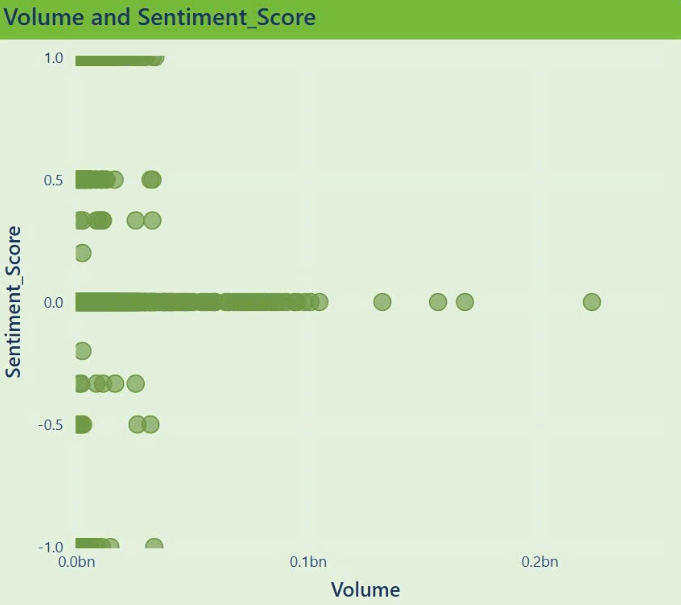 Volume and Sentiment_Score
1.0
0.5
0.0
-0.5
-1.0
Sentiment_Score
0.0bn
0.1bn
0.2bn
Volume